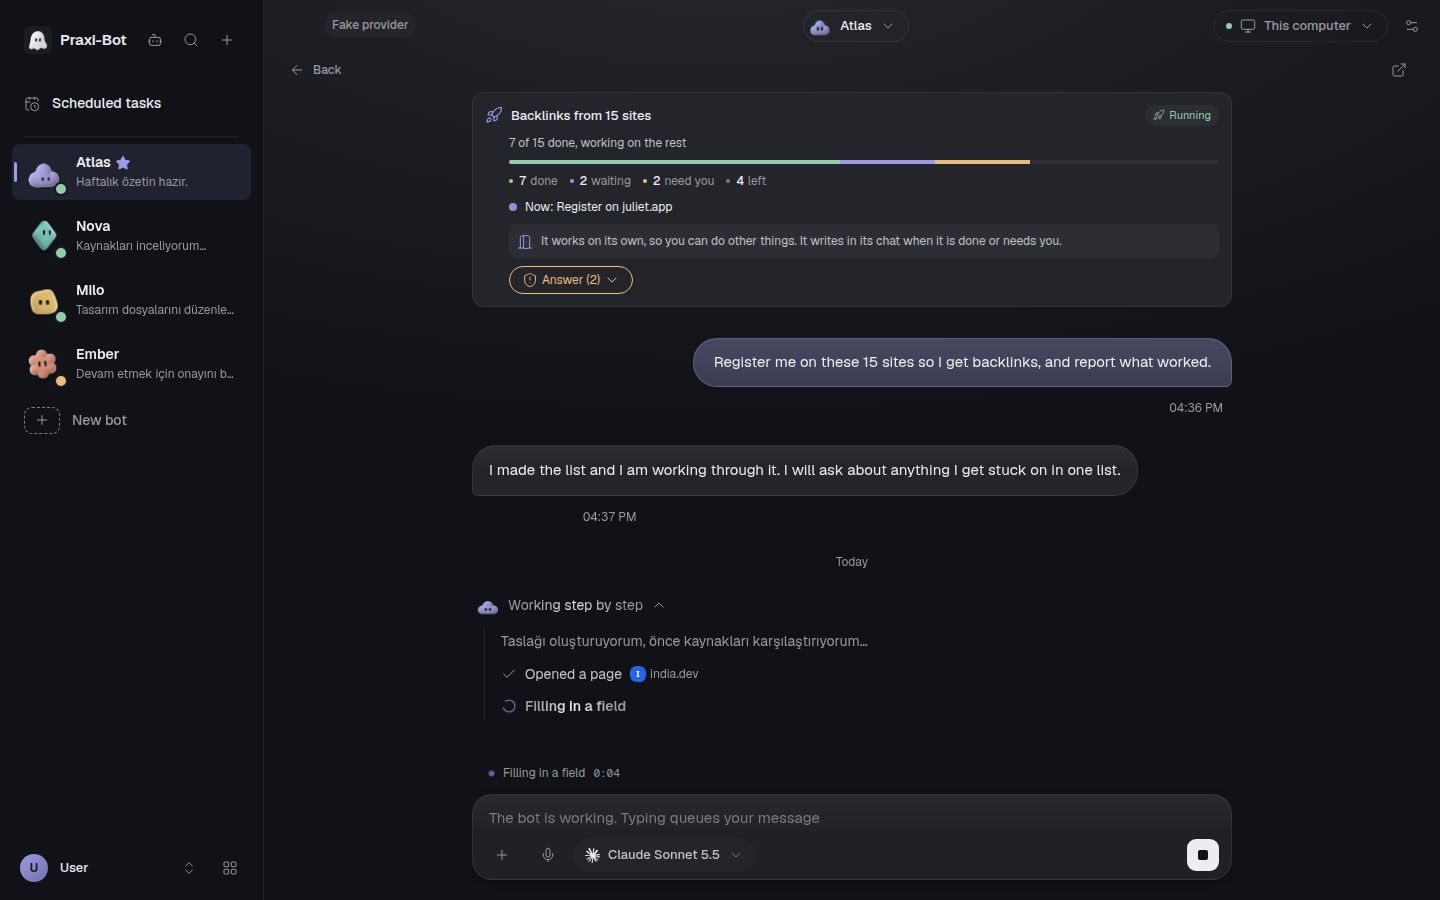 Praxi-Bot
Scheduled tasks
Atlas
Haftalık özetin hazır.
Nova
Kaynakları inceliyorum...
Milo
Tasarım dosyalarını düzenle...
Ember
Devam etmek için onayını b...
New bot
U User
Fake provider
Atlas
This computer
Back
Backlinks from 15 sites
Running
7 of 15 done, working on the rest
7 done 2 waiting 2 need you 4 left
Now: Register on juliet.app
It works on its own, so you can do other things. It writes in its chat when it is done or needs you.
Answer (2)
Register me on these 15 sites so I get backlinks, and report what worked.
04:36 PM
I made the list and I am working through it. I will ask about anything I get stuck on in one list.
04:37 PM
Today
Working step by step
Taslağı oluşturuyorum, önce kaynakları karşılaştırıyorum...
Opened a page I india.dev
Filling in a field
Filling in a field 0:04
The bot is working. Typing queues your message
Claude Sonnet 5.5